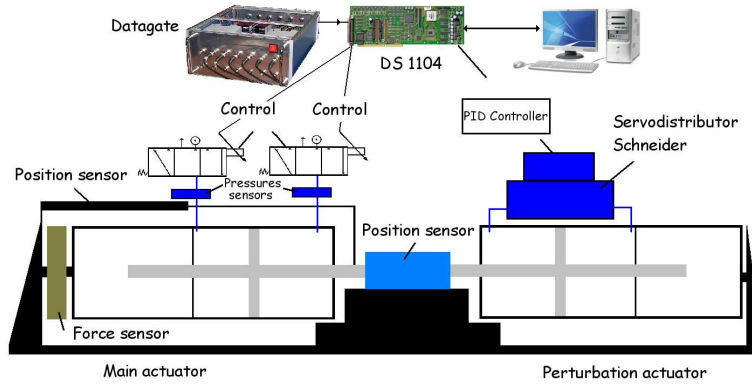 Datagate
DS 1104
Control
Control
PID Controller
Servodistributor
Schneider
Position sensor
Pressures
sensors
Position sensor
Force sensor
Main actuator
Perturbation actuator